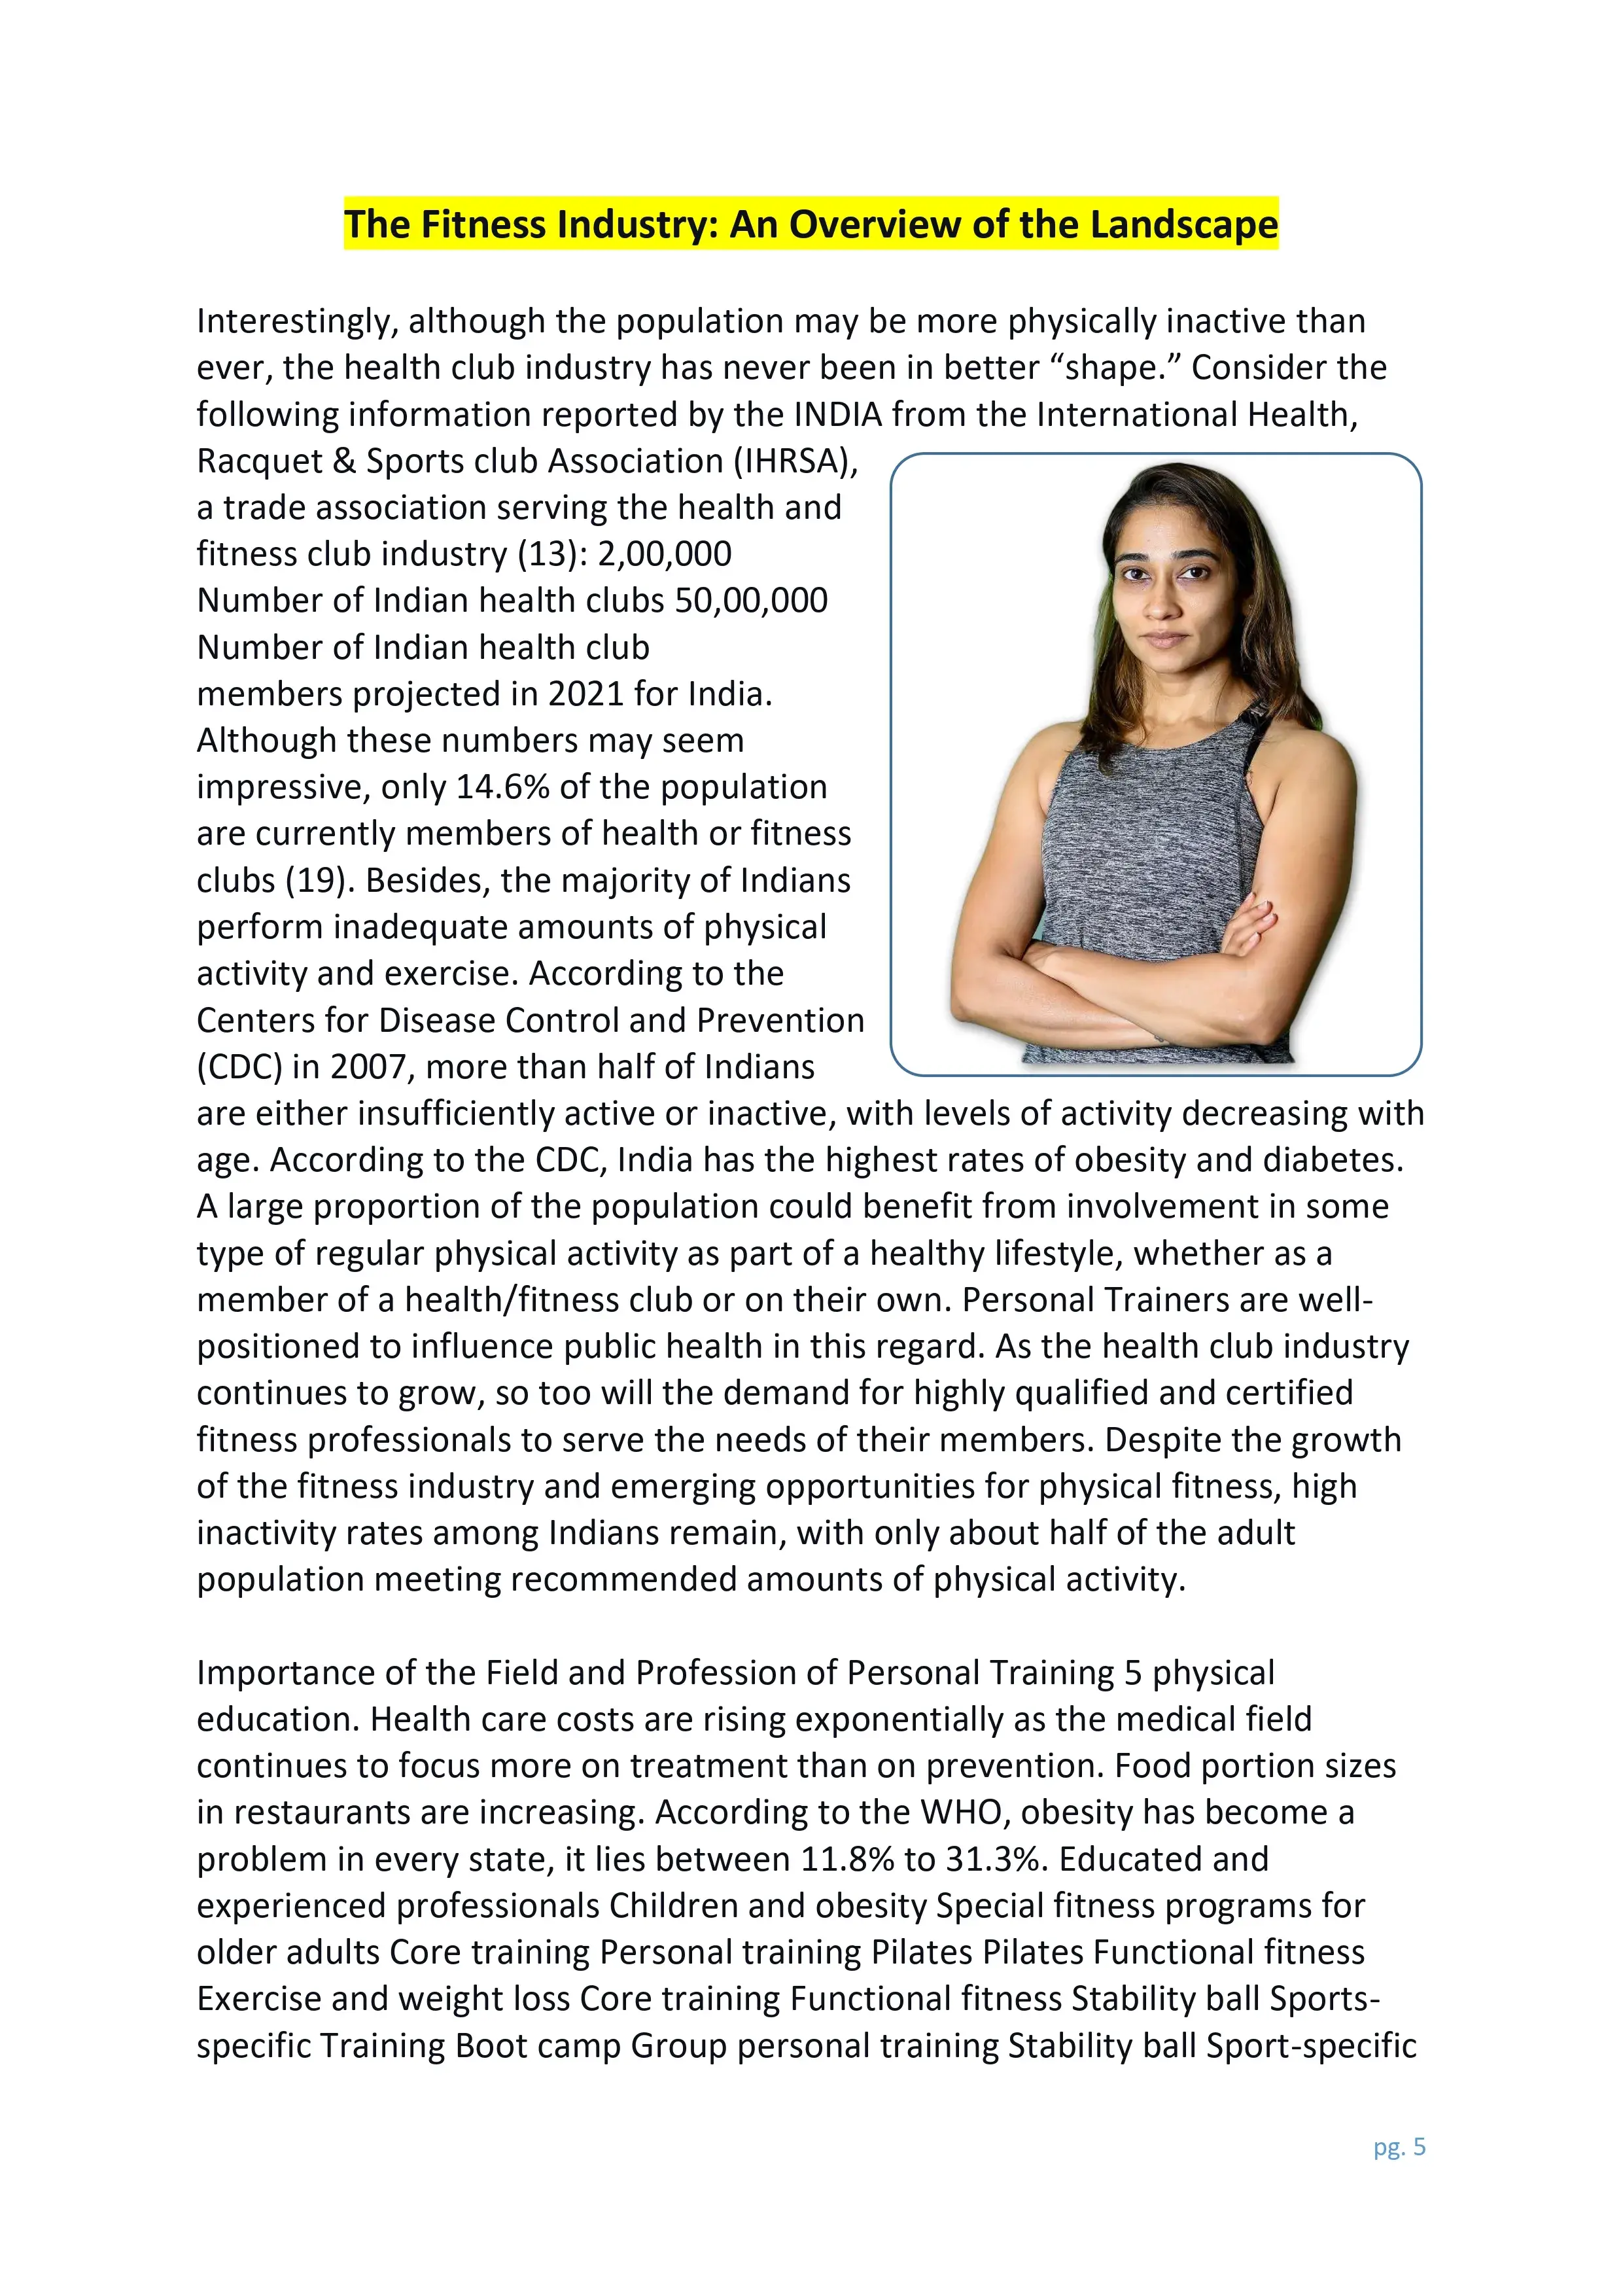 The Fitness Industry: An Overview of the Landscape
Interestingly, although the population may be more physically inactive than
ever, the health club industry has never been in better “shape.” Consider the
following information reported by the INDIA from the International Health,
Racquet & Sports club Association (IHRSA),
a trade association serving the health and
fitness club industry (13): 2,00,000
Number of Indian health clubs 50,00,000
Number of Indian health club
members projected in 2021 for India.
Although these numbers may seem
impressive, only 14.6% of the population
are currently members of health or fitness
clubs (19). Besides, the majority of Indians
perform inadequate amounts of physical
activity and exercise. According to the
Centers for Disease Control and Prevention
(CDC) in 2007, more than half of Indians
are either insufficiently active or inactive, with levels of activity decreasing with
age. According to the CDC, India has the highest rates of obesity and diabetes.
A large proportion of the population could benefit from involvement in some
type of regular physical activity as part of a healthy lifestyle, whether as a
member of a health/fitness club or on their own. Personal Trainers are well-
positioned to influence public health in this regard. As the health club industry
continues to grow, so too will the demand for highly qualified and certified
fitness professionals to serve the needs of their members. Despite the growth
of the fitness industry and emerging opportunities for physical fitness, high
inactivity rates among Indians remain, with only about half of the adult
population meeting recommended amounts of physical activity.
Importance of the Field and Profession of Personal Training 5 physical
education. Health care costs are rising exponentially as the medical field
continues to focus more on treatment than on prevention. Food portion sizes
in restaurants are increasing. According to the WHO, obesity has become a
problem in every state, it lies between 11.8% to 31.3%. Educated and
experienced professionals Children and obesity Special fitness programs for
older adults Core training Personal training Pilates Pilates Functional fitness
Exercise and weight loss Core training Functional fitness Stability ball Sports-
specific Training Boot camp Group personal training Stability ball Sport-specific
pg. 5